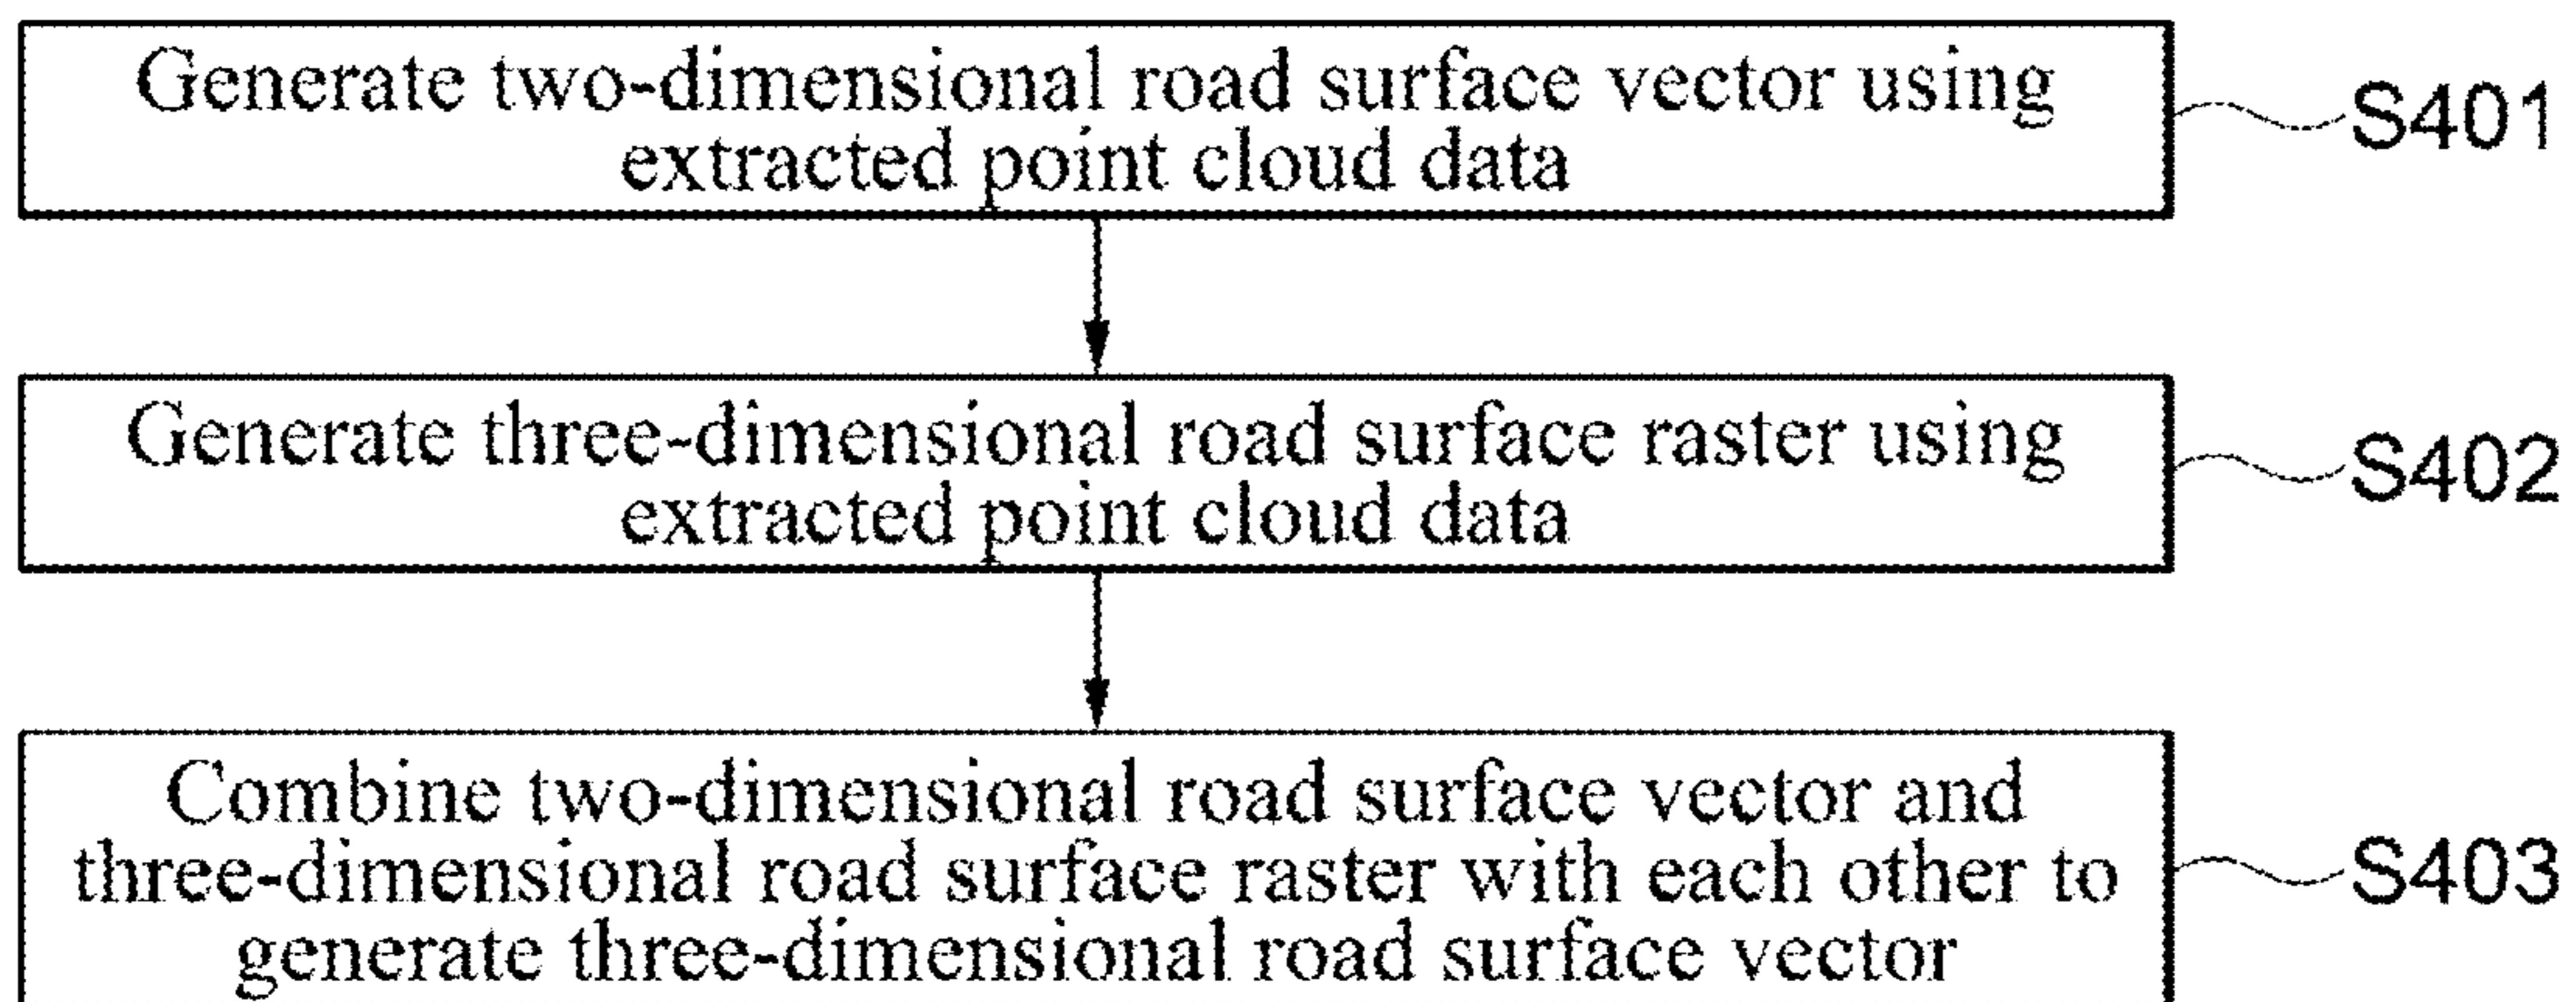 Generate two-dimensional road surface vector using
extracted point cloud data
S401
Generate three-dimensional road surface raster using
extracted point cloud data
S402
Combine two-dimensional road surface vector and
three-dimensional road surface raster with each other to
generate three-dimensional road surface vector
S403